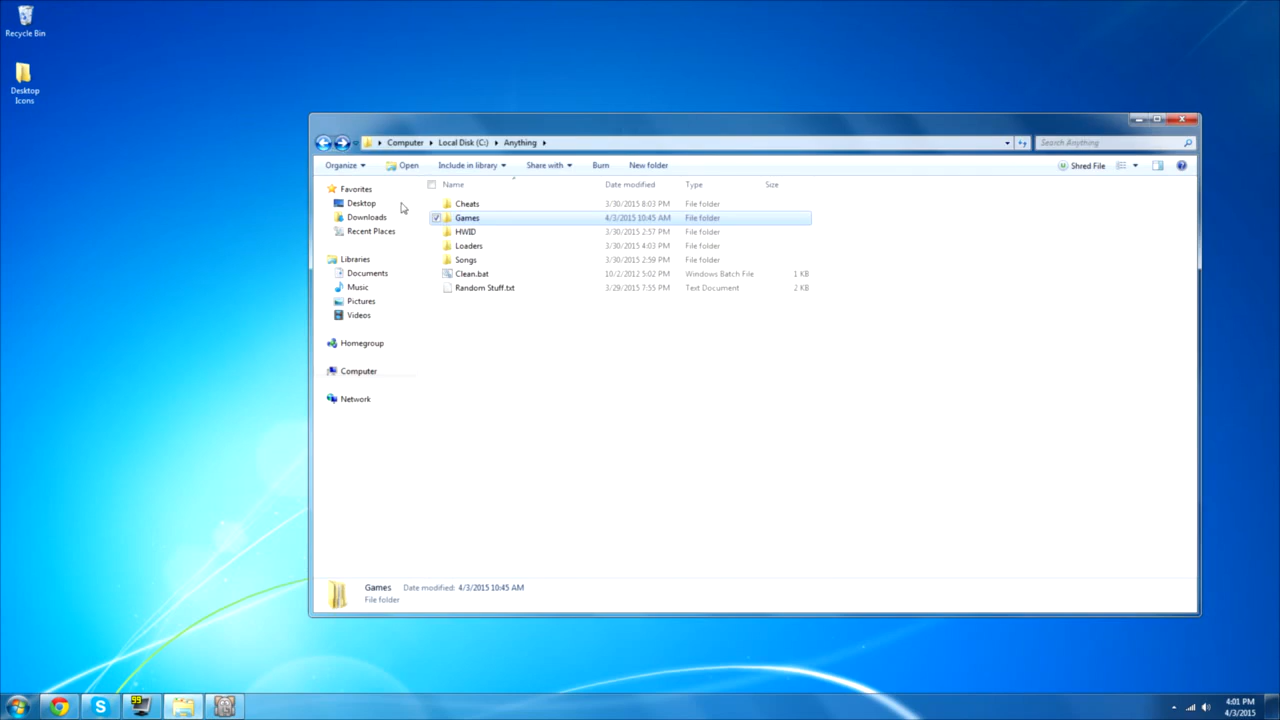 Recycle Bin
Desktop
Icons
Computer Local Disk (C:) Anything
Search Anything
Organize Open Include in library Share with Burn New folder Shred File
Name Date modified Type Size
Favorites
Desktop
Downloads
Recent Places
Libraries
Documents
Music
Pictures
Videos
Homegroup
Computer
Network
Cheats 3/30/2015 8:03 PM File folder
Games 4/3/2015 10:45 AM File folder
HWID 3/30/2015 2:57 PM File folder
Loaders 3/30/2015 4:03 PM File folder
Songs 3/30/2015 2:59 PM File folder
Clean.bat 10/2/2012 5:02 PM Windows Batch File 1 KB
Random Stuff.txt 3/29/2015 7:55 PM Text Document 2 KB
Games Date modified: 4/3/2015 10:45 AM
File folder
99
4:01 PM
4/3/2015